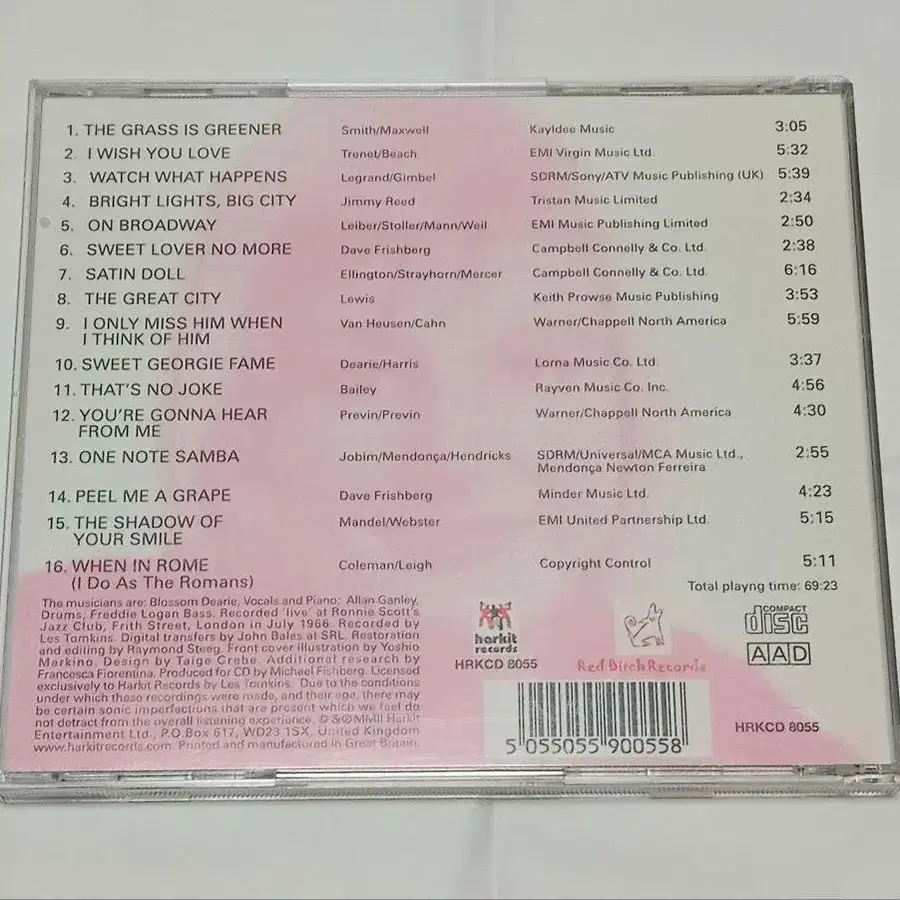 1. THE GRASS IS GREENER Smith/Maxwell Kayldee Music 3:05
2. I WISH YOU LOVE Trenet/Beach EMI Virgin Music Ltd. 5:32
3. WATCH WHAT HAPPENS Legrand/Gimbel SDRM/Sony/ATV Music Publishing (UK) 5:39
4. BRIGHT LIGHTS, BIG CITY Jimmy Reed Tristan Music Limited 2:34
5. ON BROADWAY Leiber/Stoller/Mann/Weil EMI Music Publishing Limited 2:50
6. SWEET LOVER NO MORE Dave Frishberg Campbell Connelly & Co. Ltd. 2:38
7. SATIN DOLL Ellington/Strayhorn/Mercer Campbell Connelly & Co. Ltd. 6:16
8. THE GREAT CITY Lewis Keith Prowse Music Publishing 3:53
9. I ONLY MISS HIM WHEN Van Heusen/Cahn Warner/Chappell North America 5:59
I THINK OF HIM
10. SWEET GEORGIE FAME Dearie/Harris Lorna Music Co. Ltd. 3:37
11. THAT'S NO JOKE Bailey Rayven Music Co. Inc. 4:56
12. YOU'RE GONNA HEAR Previn/Previn Warner/Chappell North America 4:30
FROM ME
13. ONE NOTE SAMBA Jobim/Mendonça/Hendricks SDRM/Universal/MCA Music Ltd., 2:55
Mendonça Newton Ferreira
14. PEEL ME A GRAPE Dave Frishberg Minder Music Ltd. 4:23
15. THE SHADOW OF Mandel/Webster EMI United Partnership Ltd. 5:15
YOUR SMILE
16. WHEN IN ROME Coleman/Leigh Copyright Control 5:11
(I Do As The Romans)
Total playng time: 69:23
The musicians are: Blossom Dearie, Vocals and Piano; Allan Ganley,
Drums; Freddie Logan Bass. Recorded 'live' at Ronnie Scott's
Jazz Club, Frith Street, London in July 1966. Recorded by
Les Tomkins. Digital transfers by John Bales at SRL. Restoration
and editing by Raymond Steeg. Front cover illustration by Yoshio
Markino. Design by Taige Crebe. Additional research by
Francesca Fiorentina. Produced for CD by Michael Fishberg. Licensed
exclusively to Harkit Records by Les Tomkins. Due to the conditions
under which these recordings were made, and their age, there may
be certain sonic imperfections that are present which we feel do
not detract from the overall listening experience. © & ℗ MMII Harkit
Entertainment Ltd., P.O. Box 617, WD23 1SX, United Kingdom
www.harkitrecords.com. Printed and manufactured in Great Britain.
harkit
records
HRKCD 8055
Red Bitch Records
COMPACT
disc
AAD
5 055055 900558
HRKCD 8055